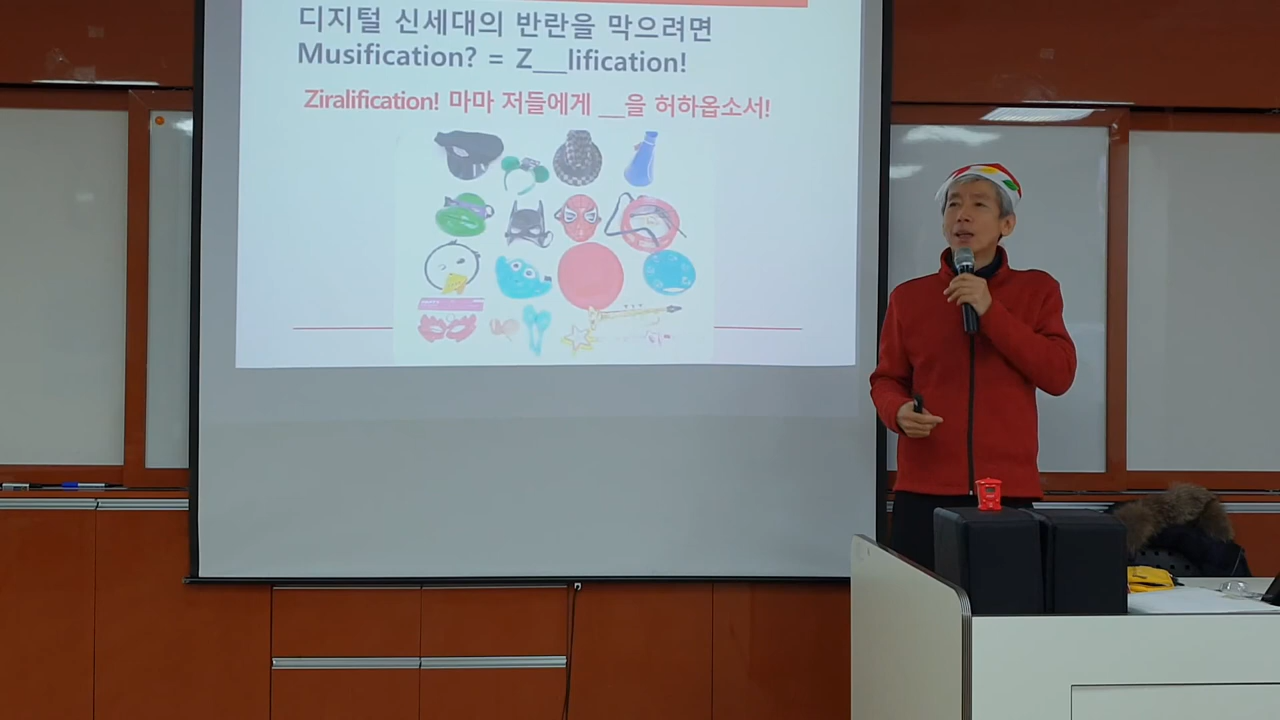 디지털 신세대의 반란을 막으려면
Musification? = Z__lification!
Ziralification! 마마 저들에게 __을 허하옵소서!